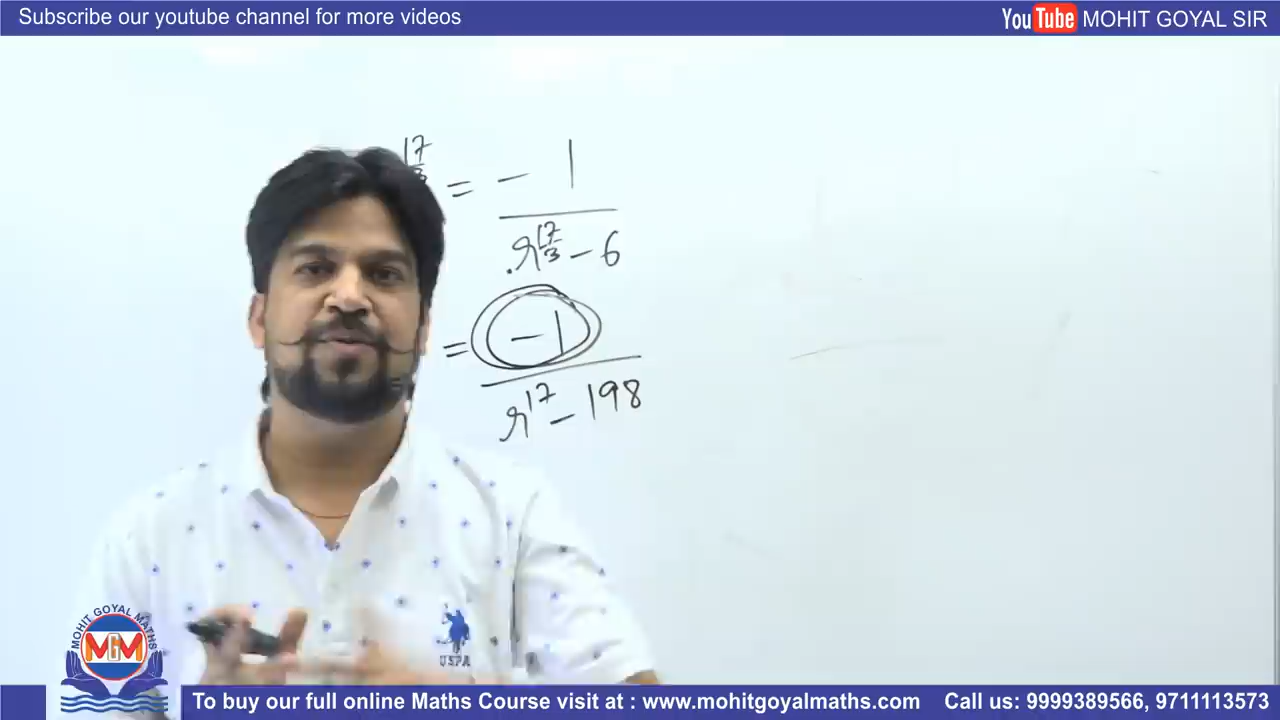 Subscribe our youtube channel for more videos
YouTube MOHIT GOYAL SIR
17/3 = - 1
x^17/3 - 6
= -1
x^17 - 198
USPA
MOHIT GOYAL MATHS
MGM
To buy our full online Maths Course visit at : www.mohitgoyalmaths.com Call us: 9999389566, 9711113573